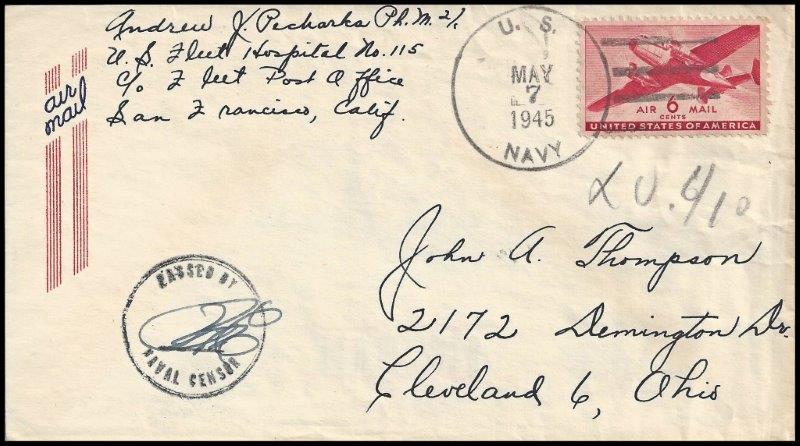 Andrew J. Pecharka Ph.M. 2/c
U.S. Fleet Hospital No. 115
c/o Fleet Post Office
San Francisco, Calif.
air
mail
U. S.
MAY
7
1945
NAVY
AIR 6 MAIL
CENTS
UNITED STATES OF AMERICA
John A. Thompson
2172 Demington Dr.
Cleveland 6, Ohio
PASSED BY
NAVAL CENSOR